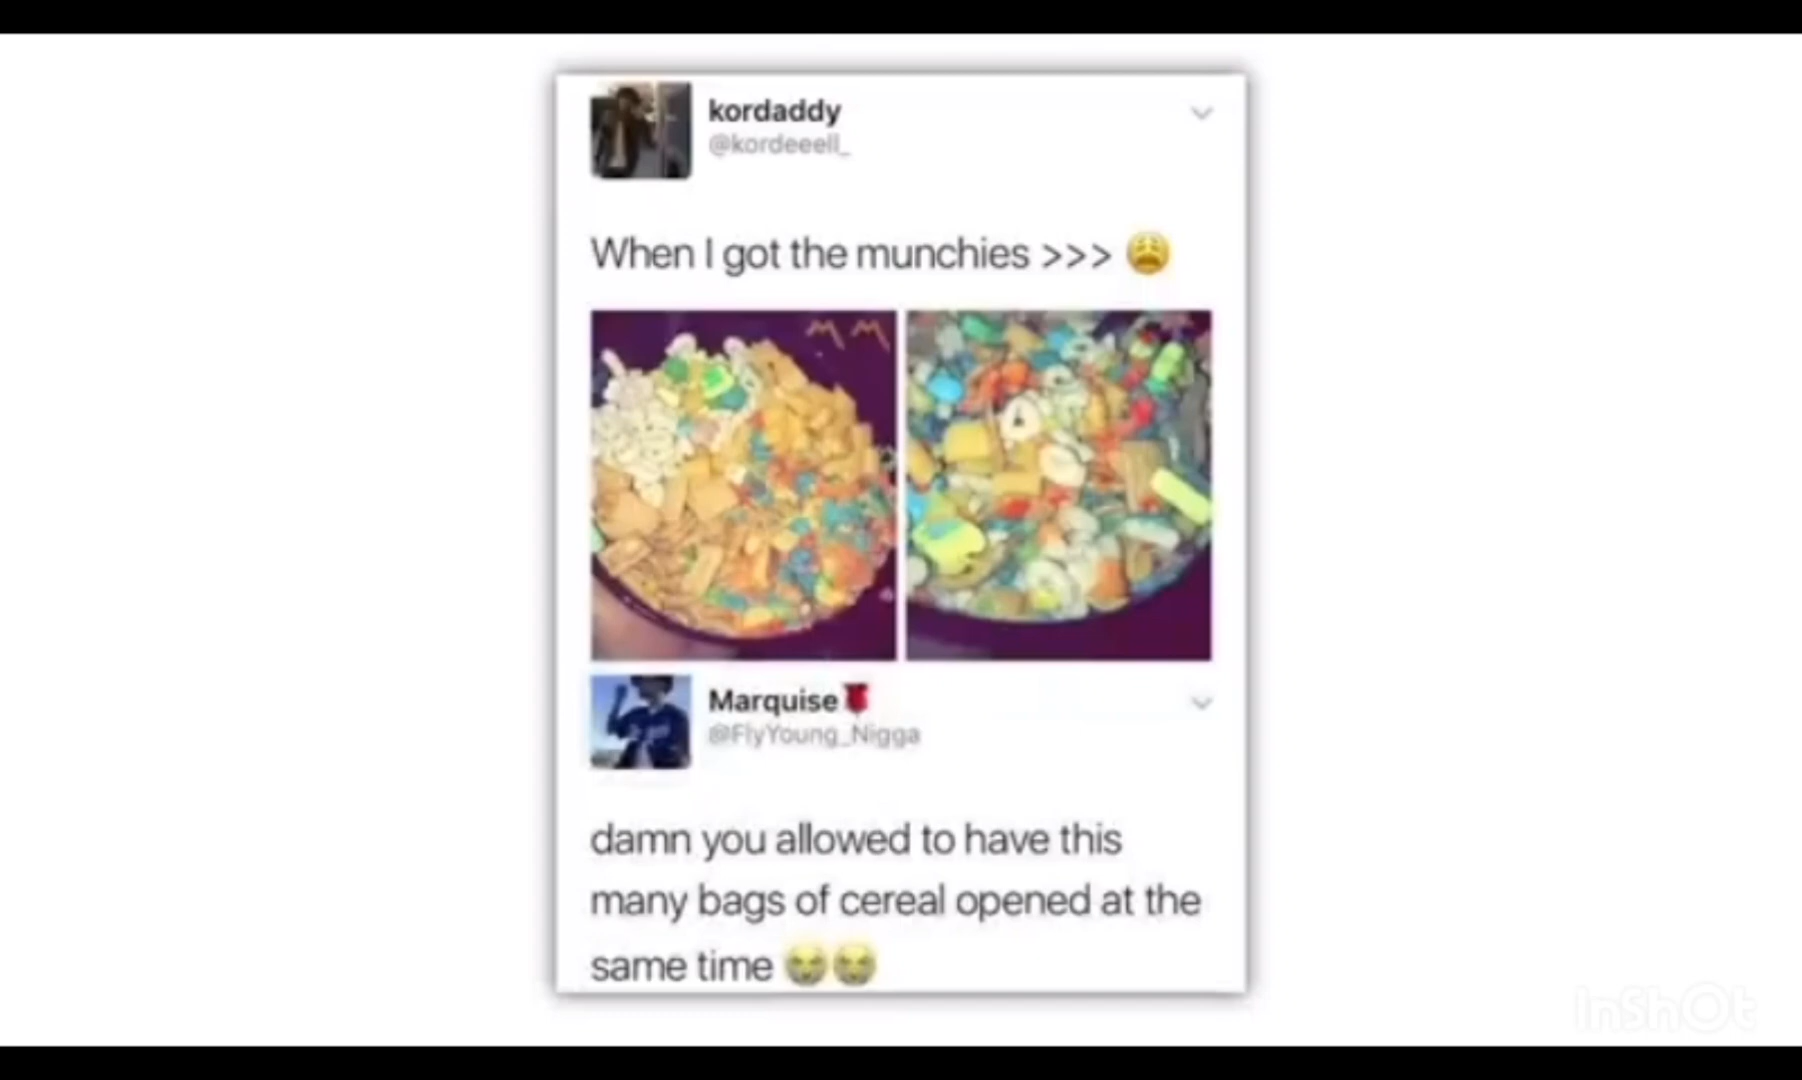 kordaddy
@kordeeell_
When I got the munchies >>> 😩
Marquise🌹
@FlyYoung_Nigga
damn you allowed to have this
many bags of cereal opened at the
same time 😭😭
InShOt